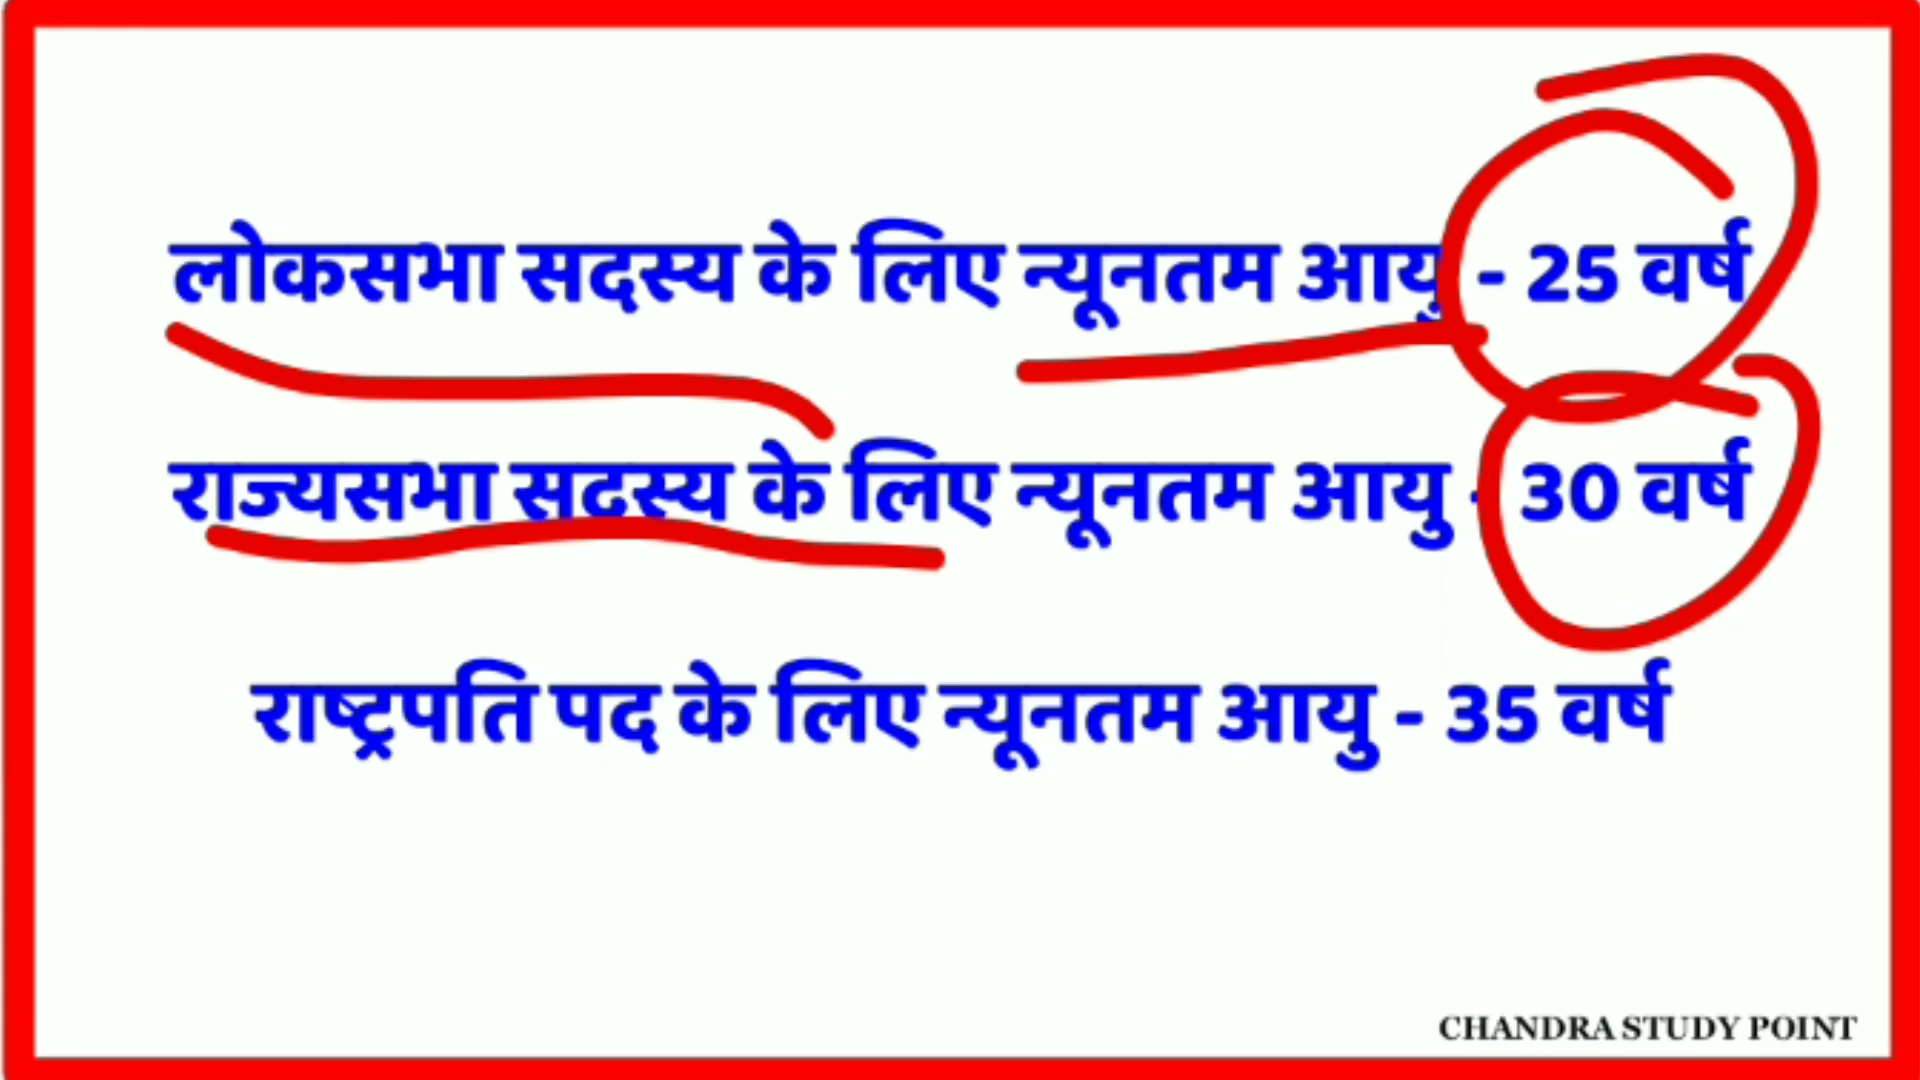 लोकसभा सदस्य के लिए न्यूनतम आयु - 25 वर्ष
राज्यसभा सदस्य के लिए न्यूनतम आयु - 30 वर्ष
राष्ट्रपति पद के लिए न्यूनतम आयु - 35 वर्ष
CHANDRA STUDY POINT